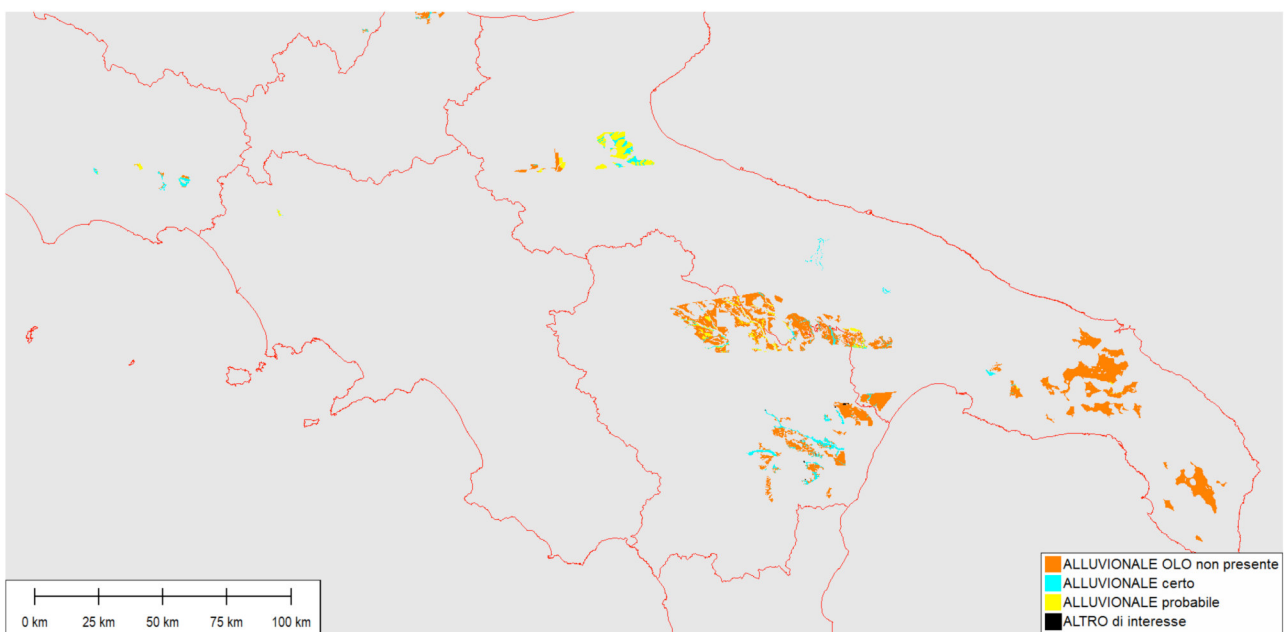 ALLUVIONALE OLO non presente
ALLUVIONALE certo
ALLUVIONALE probabile
ALTRO di interesse
0 km 25 km 50 km 75 km 100 km